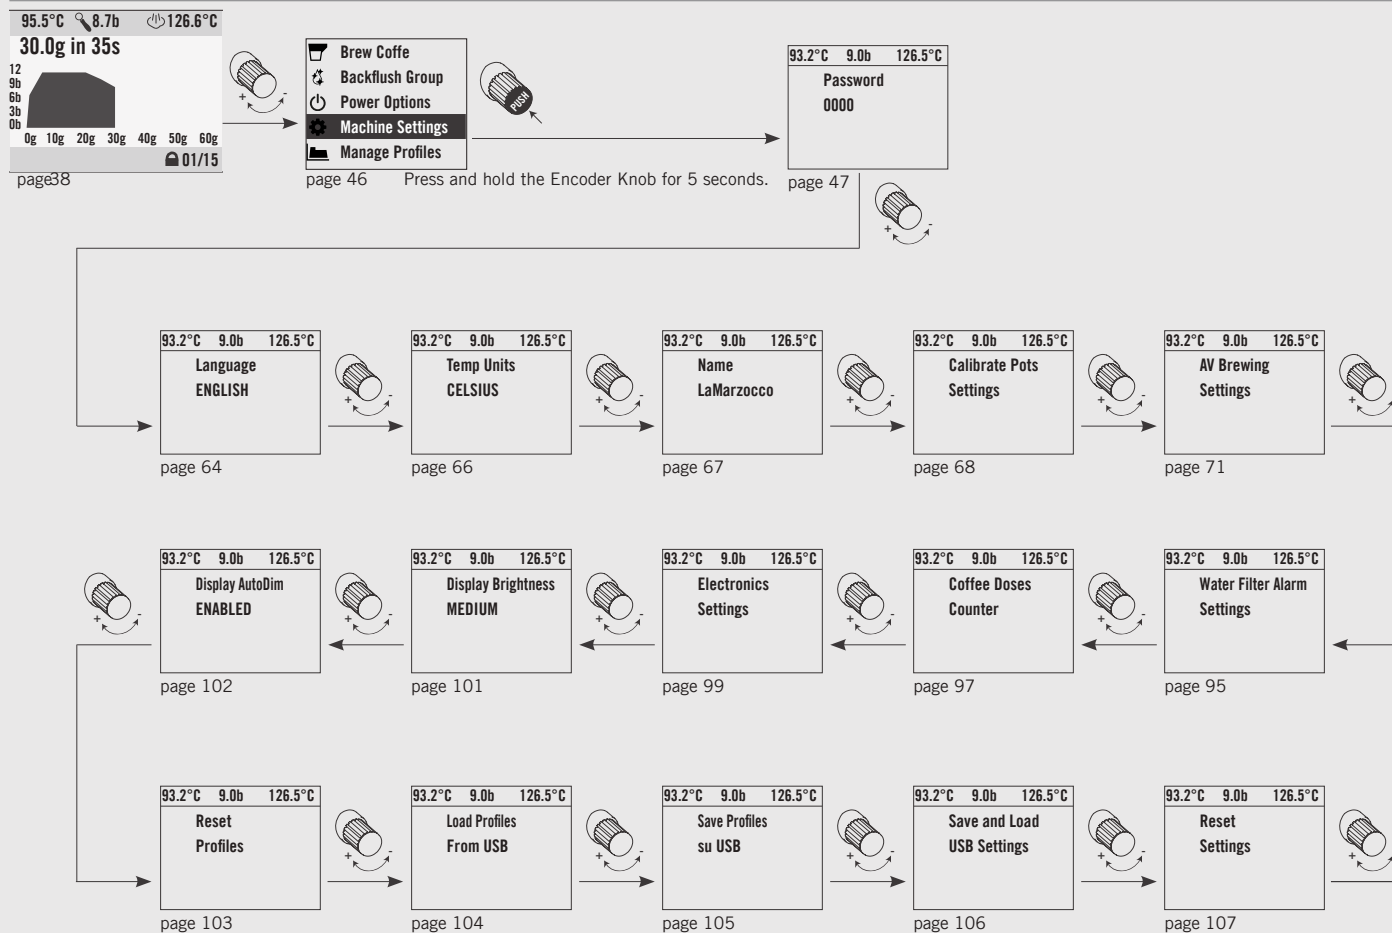 95.5°C 8.7b 126.6°C
30.0g in 35s
12
9b
6b
3b
0b
0g 10g 20g 30g 40g 50g 60g
01/15
page38
+ -
Brew Coffe
Backflush Group
Power Options
Machine Settings
Manage Profiles
page 46
PUSH
Press and hold the Encoder Knob for 5 seconds.
93.2°C 9.0b 126.5°C
Password
0000
page 47
+ -
93.2°C 9.0b 126.5°C
Language
ENGLISH
page 64
+ -
93.2°C 9.0b 126.5°C
Temp Units
CELSIUS
page 66
+ -
93.2°C 9.0b 126.5°C
Name
LaMarzocco
page 67
+ -
93.2°C 9.0b 126.5°C
Calibrate Pots
Settings
page 68
+ -
93.2°C 9.0b 126.5°C
AV Brewing
Settings
page 71
+ -
+ -
93.2°C 9.0b 126.5°C
Display AutoDim
ENABLED
page 102
+ -
93.2°C 9.0b 126.5°C
Display Brightness
MEDIUM
page 101
+ -
93.2°C 9.0b 126.5°C
Electronics
Settings
page 99
+ -
93.2°C 9.0b 126.5°C
Coffee Doses
Counter
page 97
+ -
93.2°C 9.0b 126.5°C
Water Filter Alarm
Settings
page 95
93.2°C 9.0b 126.5°C
Reset
Profiles
page 103
+ -
93.2°C 9.0b 126.5°C
Load Profiles
From USB
page 104
+ -
93.2°C 9.0b 126.5°C
Save Profiles
su USB
page 105
+ -
93.2°C 9.0b 126.5°C
Save and Load
USB Settings
page 106
+ -
93.2°C 9.0b 126.5°C
Reset
Settings
page 107
+ -